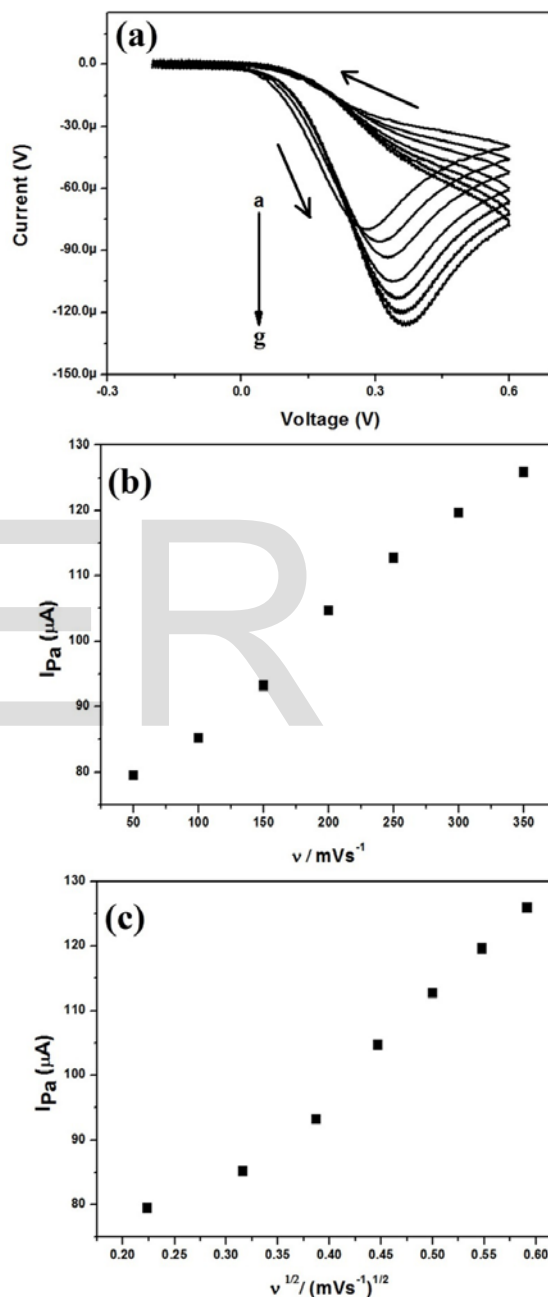 (a)
0.0
-30.0µ
-60.0µ
-90.0µ
-120.0µ
-150.0µ
Current (V)
a
g
-0.3
0.0
0.3
0.6
Voltage (V)
(b)
130
120
110
100
90
80
IPa (µA)
50
100
150
200
250
300
350
ν / mVs-1
ER
(c)
130
120
110
100
90
80
IPa (µA)
0.20
0.25
0.30
0.35
0.40
0.45
0.50
0.55
0.60
ν 1/2/ (mVs-1)1/2